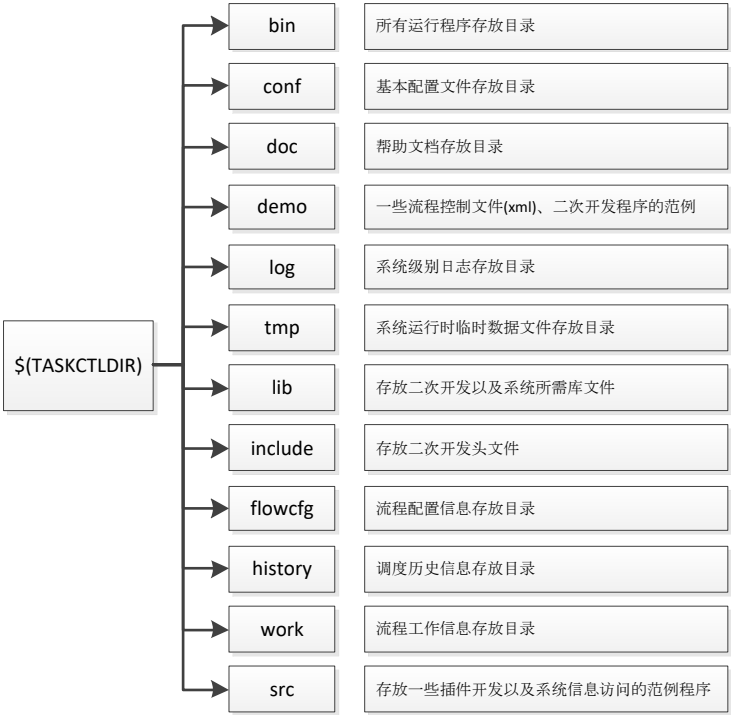 bin 所有运行程序存放目录
conf 基本配置文件存放目录
doc 帮助文档存放目录
demo 一些流程控制文件(xml)、二次开发程序的范例
log 系统级别日志存放目录
tmp 系统运行时临时数据文件存放目录
$(TASKCTLDIR)
lib 存放二次开发以及系统所需库文件
include 存放二次开发头文件
flowcfg 流程配置信息存放目录
history 调度历史信息存放目录
work 流程工作信息存放目录
src 存放一些插件开发以及系统信息访问的范例程序